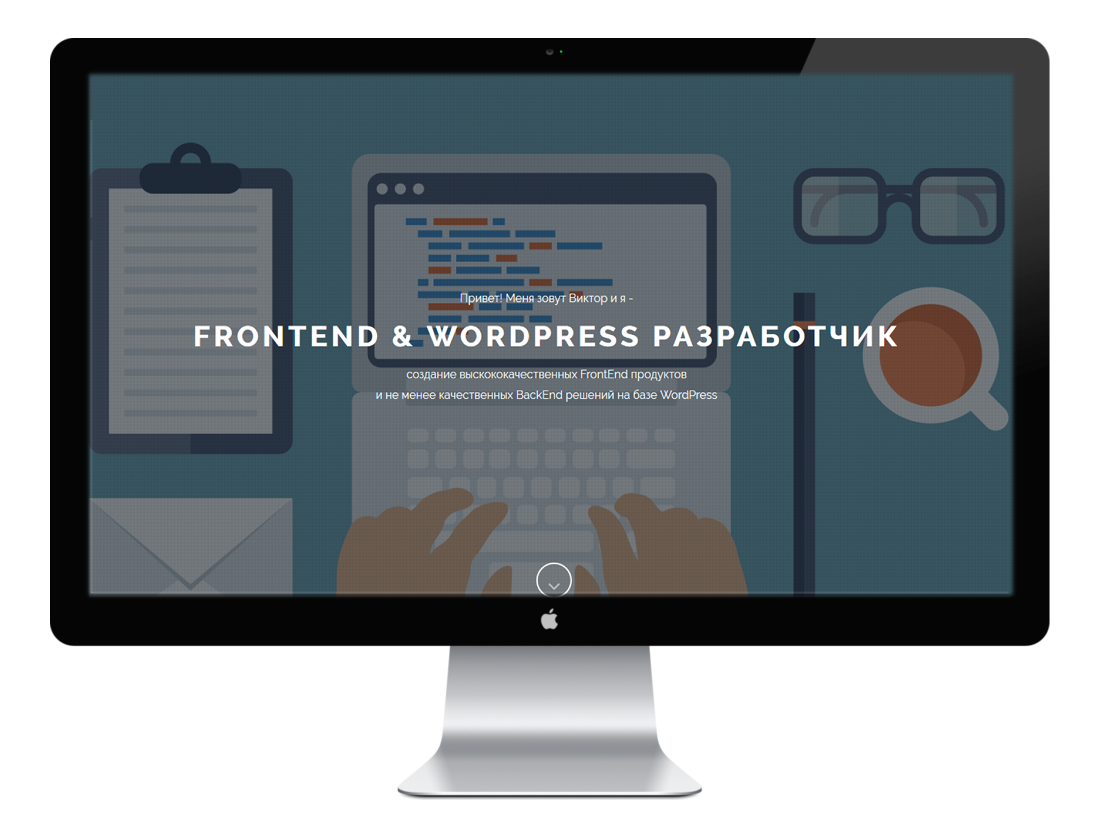 Привет! Меня зовут Виктор и я -
FRONTEND & WORDPRESS РАЗРАБОТЧИК
создание выскококачественных FrontEnd продуктов
и не менее качественных BackEnd решений на базе WordPress